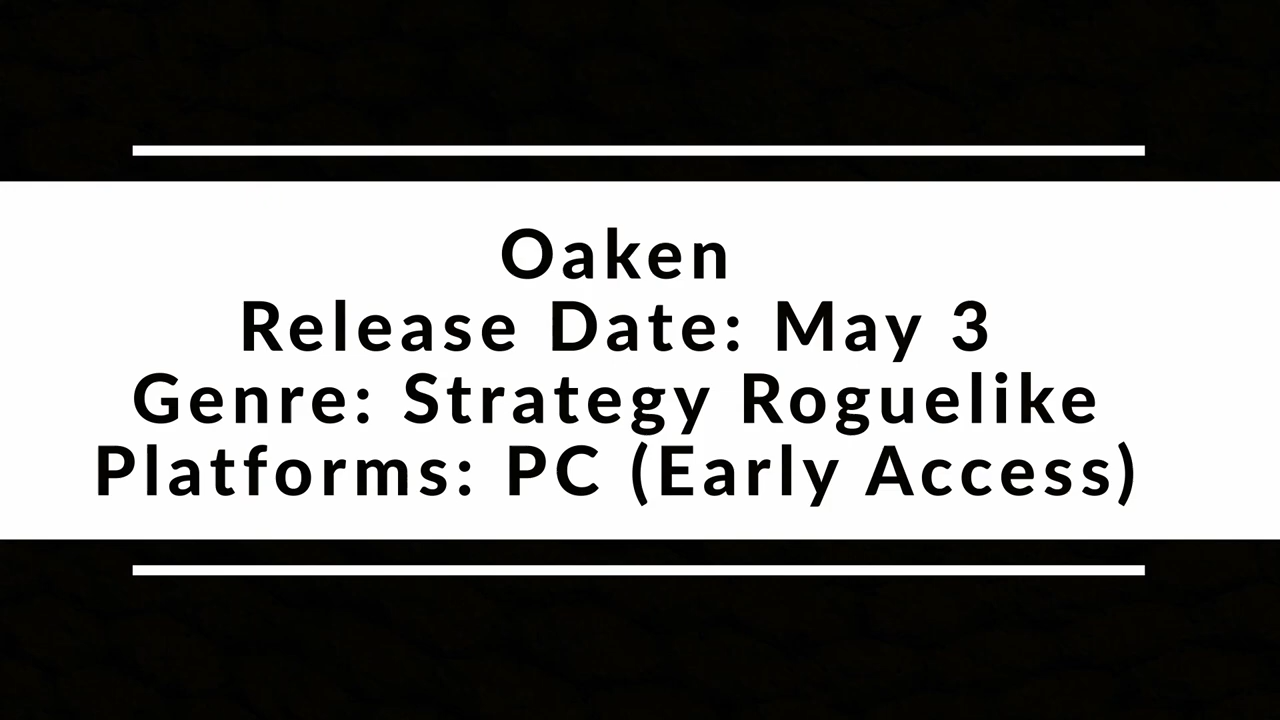 Oaken
Release Date: May 3
Genre: Strategy Roguelike
Platforms: PC (Early Access)